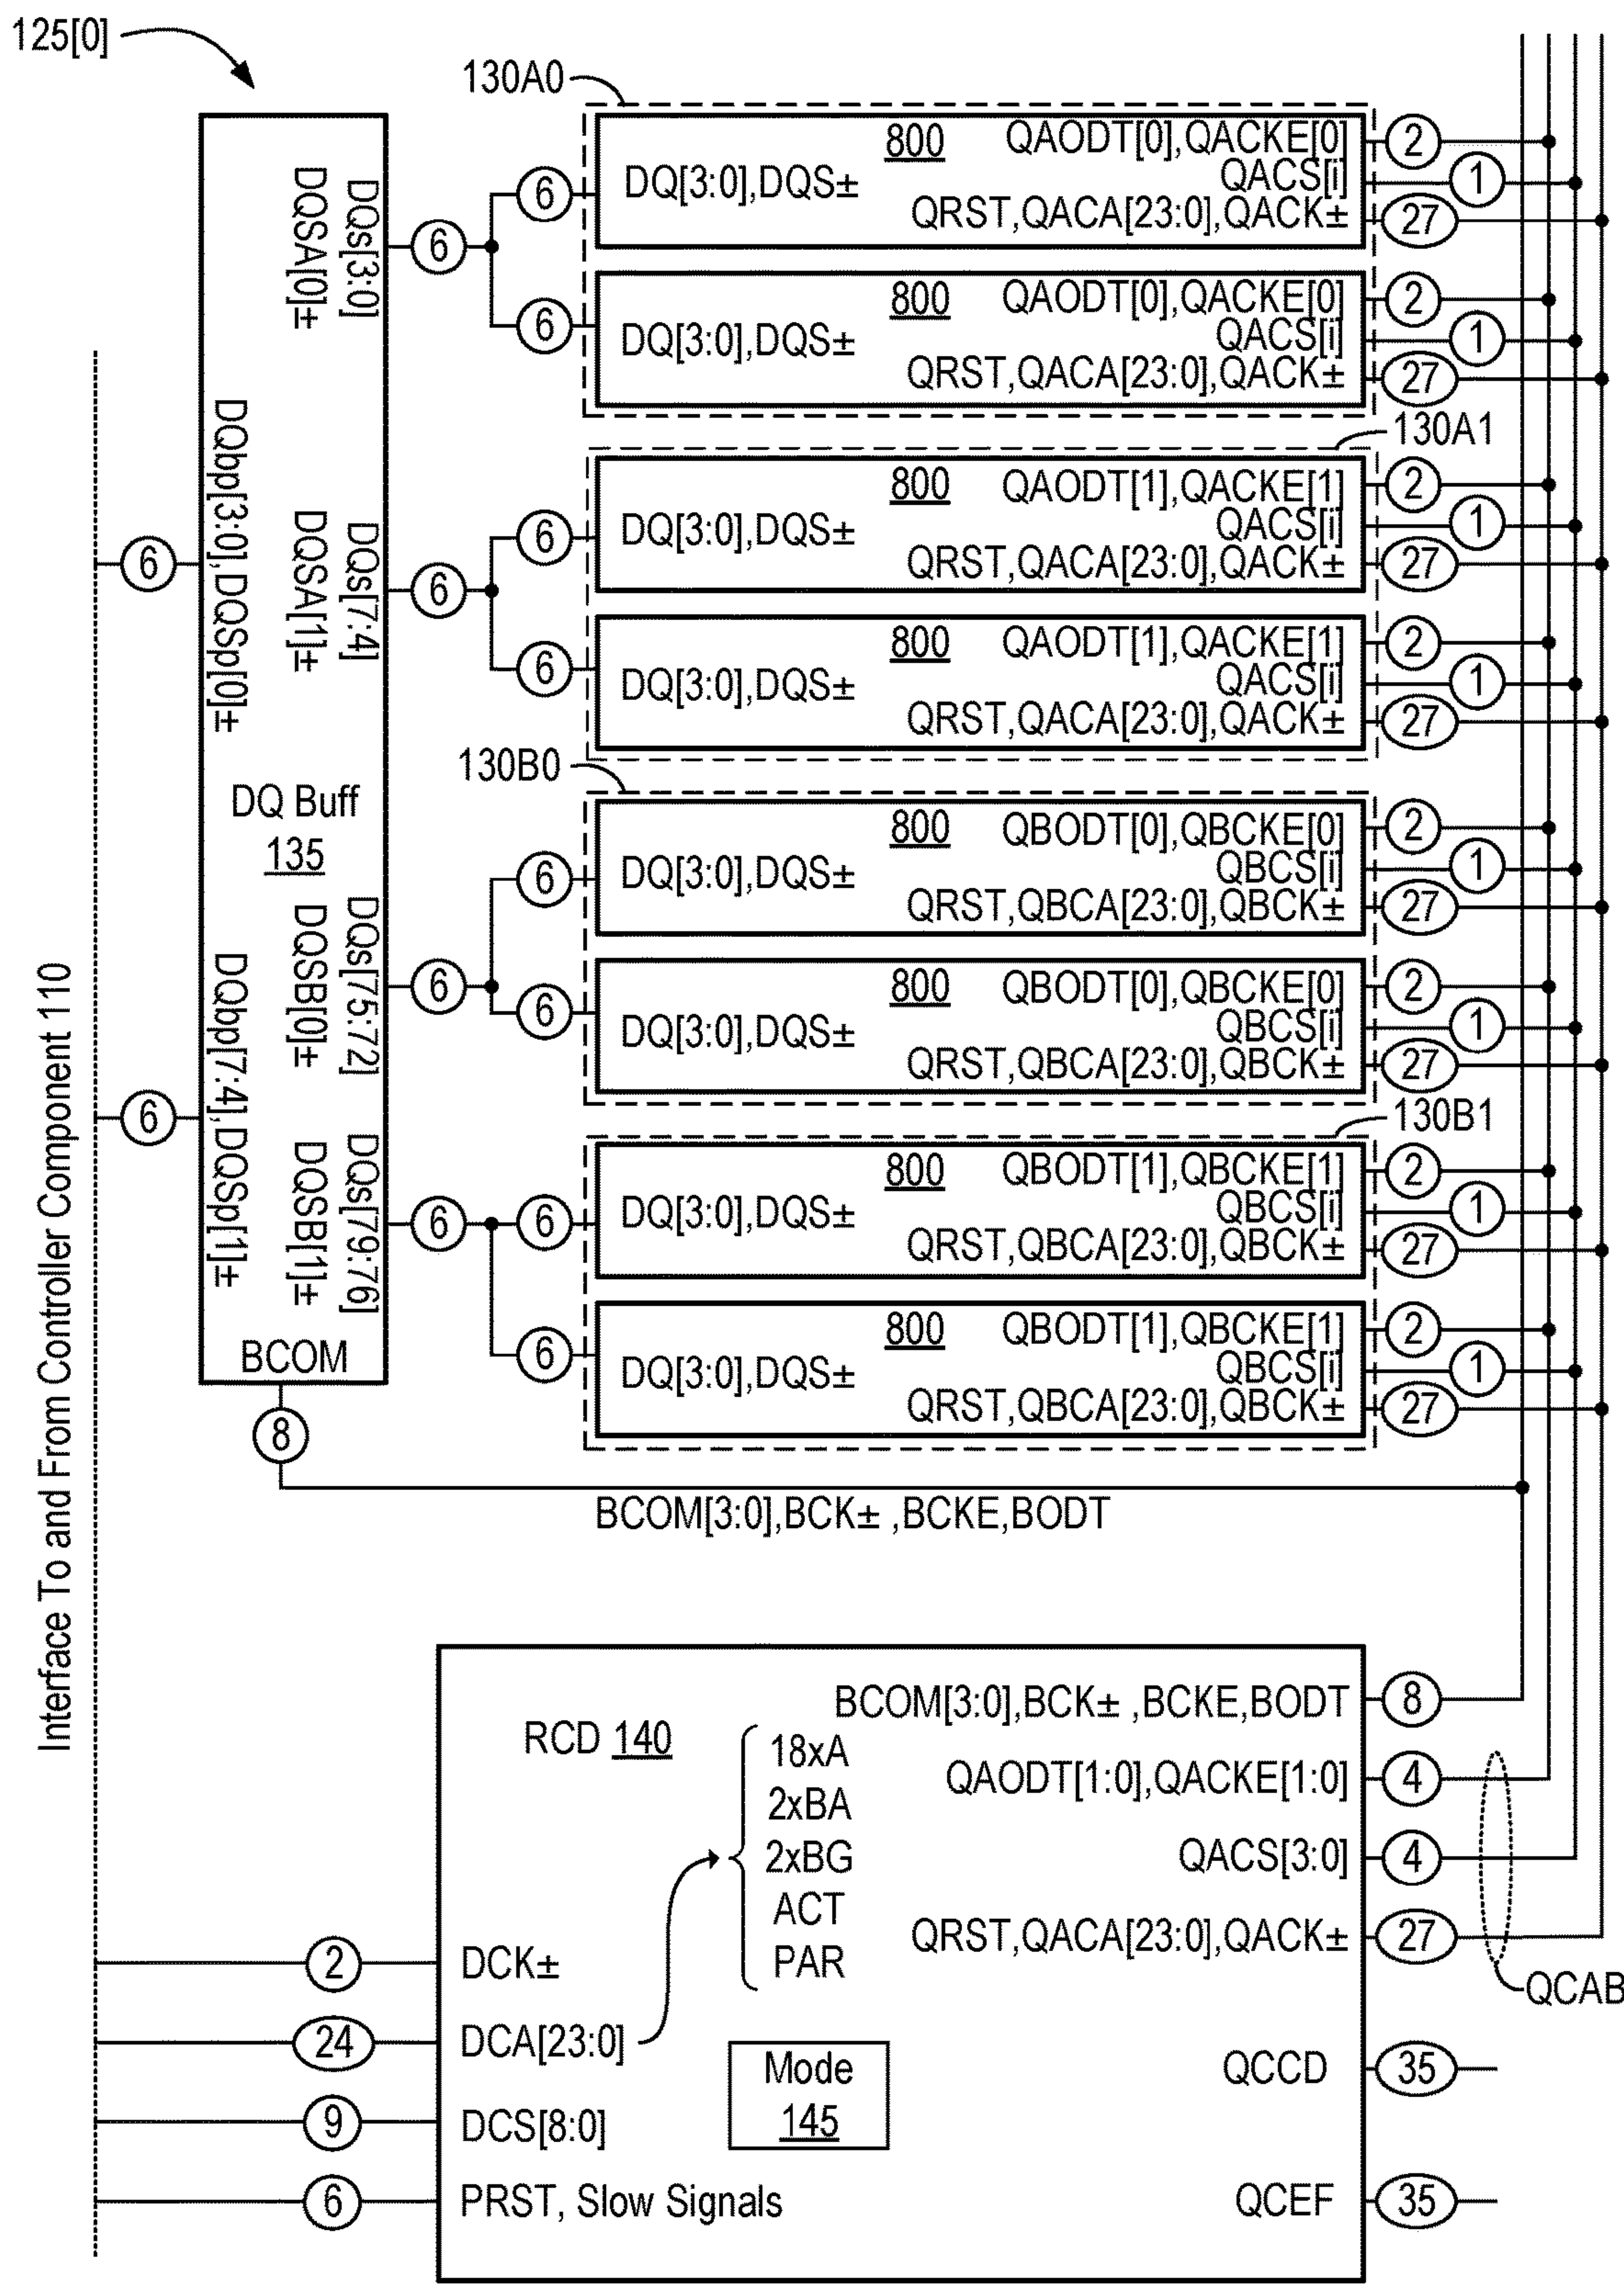 125[0]
130A0
DQs[3:0]
DQSA[0]±
6
6
DQ[3:0],DQS±
800
QAODT[0],QACKE[0]
QACS[i]
QRST,QACA[23:0],QACK±
2
1
27
6
DQ[3:0],DQS±
800
QAODT[0],QACKE[0]
QACS[i]
QRST,QACA[23:0],QACK±
2
1
27
130A1
DQbp[3:0],DQSp[0]±
6
DQs[7:4]
DQSA[1]±
6
6
DQ[3:0],DQS±
800
QAODT[1],QACKE[1]
QACS[i]
QRST,QACA[23:0],QACK±
2
1
27
6
DQ[3:0],DQS±
800
QAODT[1],QACKE[1]
QACS[i]
QRST,QACA[23:0],QACK±
2
1
27
130B0
DQ Buff
135
DQs[75:72]
DQSB[0]±
6
6
DQ[3:0],DQS±
800
QBODT[0],QBCKE[0]
QBCS[i]
QRST,QBCA[23:0],QBCK±
2
1
27
6
DQ[3:0],DQS±
800
QBODT[0],QBCKE[0]
QBCS[i]
QRST,QBCA[23:0],QBCK±
2
1
27
130B1
DQbp[7:4],DQSp[1]±
6
DQs[79:76]
DQSB[1]±
6
6
DQ[3:0],DQS±
800
QBODT[1],QBCKE[1]
QBCS[i]
QRST,QBCA[23:0],QBCK±
2
1
27
6
DQ[3:0],DQS±
800
QBODT[1],QBCKE[1]
QBCS[i]
QRST,QBCA[23:0],QBCK±
2
1
27
BCOM
8
BCOM[3:0],BCK± ,BCKE,BODT
Interface To and From Controller Component 110
RCD 140
18xA
2xBA
2xBG
ACT
PAR
BCOM[3:0],BCK± ,BCKE,BODT
8
QAODT[1:0],QACKE[1:0]
4
QACS[3:0]
4
QRST,QACA[23:0],QACK±
27
QCAB
2
DCK±
24
DCA[23:0]
9
DCS[8:0]
6
PRST, Slow Signals
Mode
145
QCCD
35
QCEF
35